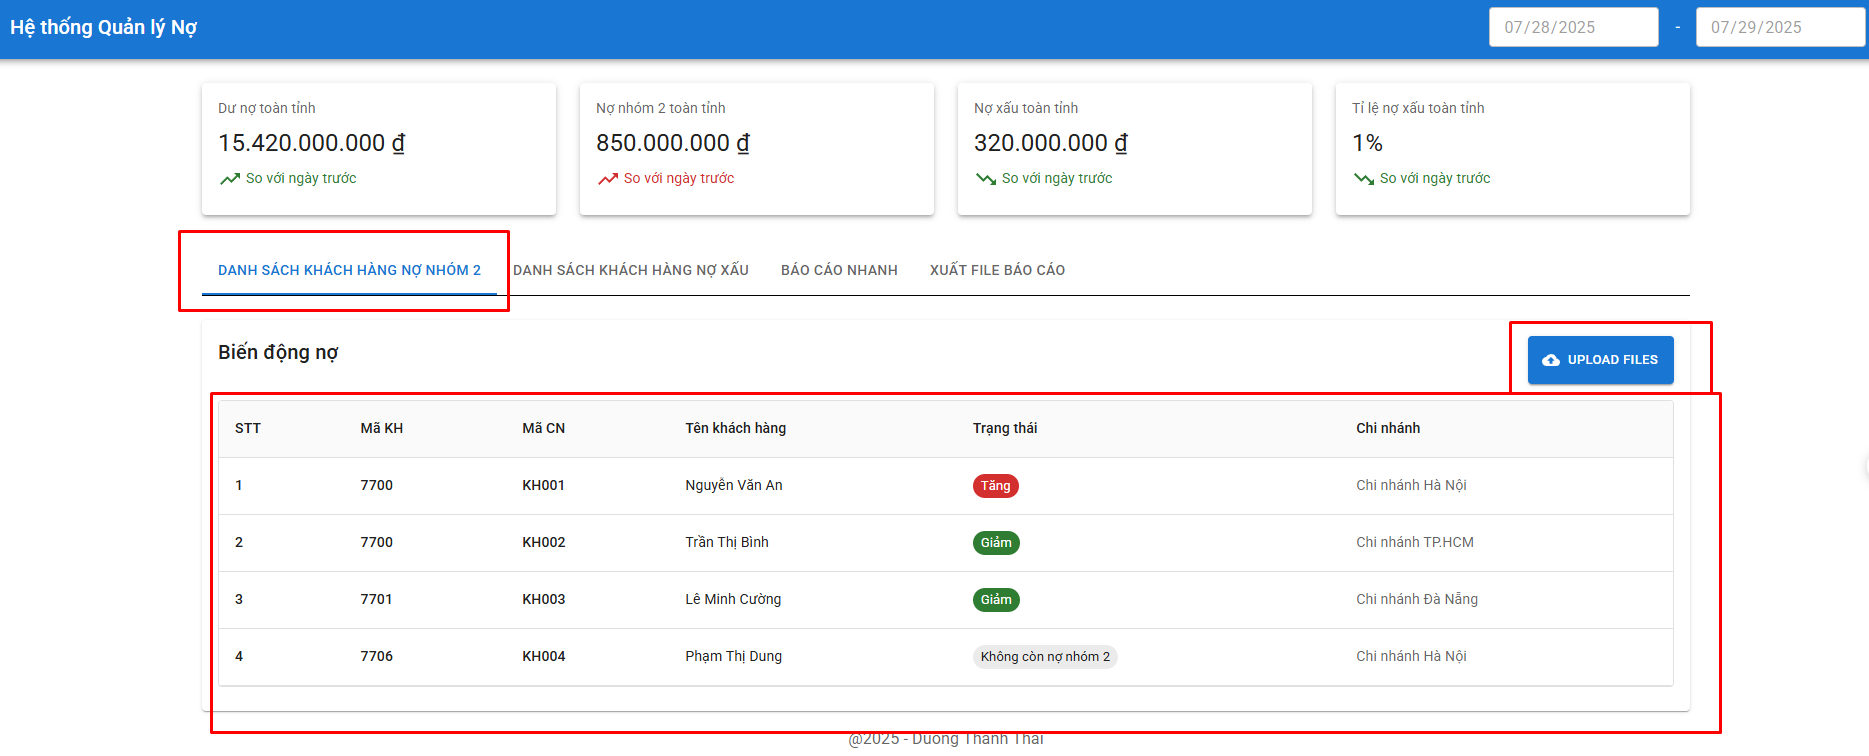 Hệ thống Quản lý Nợ
07/28/2025 - 07/29/2025
Dư nợ toàn tỉnh
15.420.000.000 ₫
So với ngày trước
Nợ nhóm 2 toàn tỉnh
850.000.000 ₫
So với ngày trước
Nợ xấu toàn tỉnh
320.000.000 ₫
So với ngày trước
Tỉ lệ nợ xấu toàn tỉnh
1%
So với ngày trước
DANH SÁCH KHÁCH HÀNG NỢ NHÓM 2 DANH SÁCH KHÁCH HÀNG NỢ XẤU BÁO CÁO NHANH XUẤT FILE BÁO CÁO
Biến động nợ
UPLOAD FILES
STT Mã KH Mã CN Tên khách hàng Trạng thái Chi nhánh
1 7700 KH001 Nguyễn Văn An Tăng Chi nhánh Hà Nội
2 7700 KH002 Trần Thị Bình Giảm Chi nhánh TP.HCM
3 7701 KH003 Lê Minh Cường Giảm Chi nhánh Đà Nẵng
4 7706 KH004 Phạm Thị Dung Không còn nợ nhóm 2 Chi nhánh Hà Nội
@2025 - Duong Thanh Thai